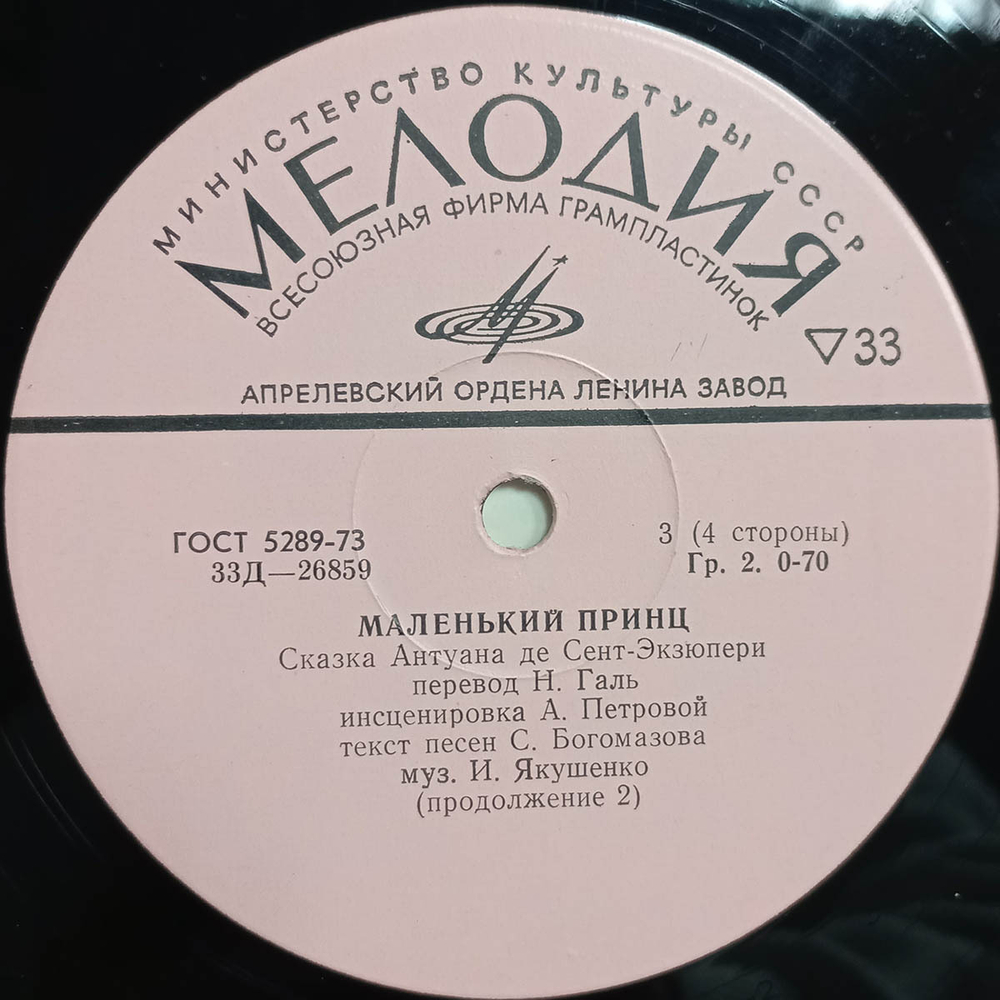 МИНИСТЕРСТВО КУЛЬТУРЫ СССР
МЕЛОДИЯ
ВСЕСОЮЗНАЯ ФИРМА ГРАМПЛАСТИНОК
▽33
АПРЕЛЕВСКИЙ ОРДЕНА ЛЕНИНА ЗАВОД
ГОСТ 5289-73
33Д—26859
3 (4 стороны)
Гр. 2. 0-70
МАЛЕНЬКИЙ ПРИНЦ
Сказка Антуана де Сент-Экзюпери
перевод Н. Галь
инсценировка А. Петровой
текст песен С. Богомазова
муз. И. Якушенко
(продолжение 2)